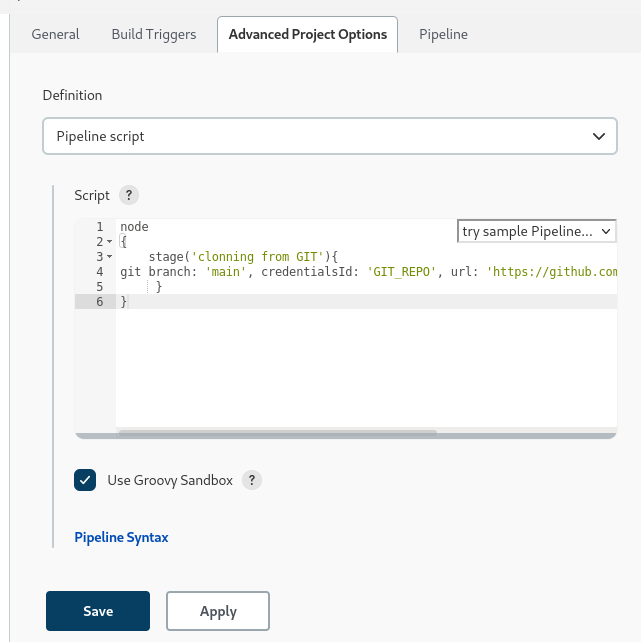 General Build Triggers Advanced Project Options Pipeline
Definition
Pipeline script
Script ?
try sample Pipeline...
1 node
2 {
3 stage('clonning from GIT'){
4 git branch: 'main', credentialsId: 'GIT_REPO', url: 'https://github.com
5 }
6 }
Use Groovy Sandbox ?
Pipeline Syntax
Save Apply